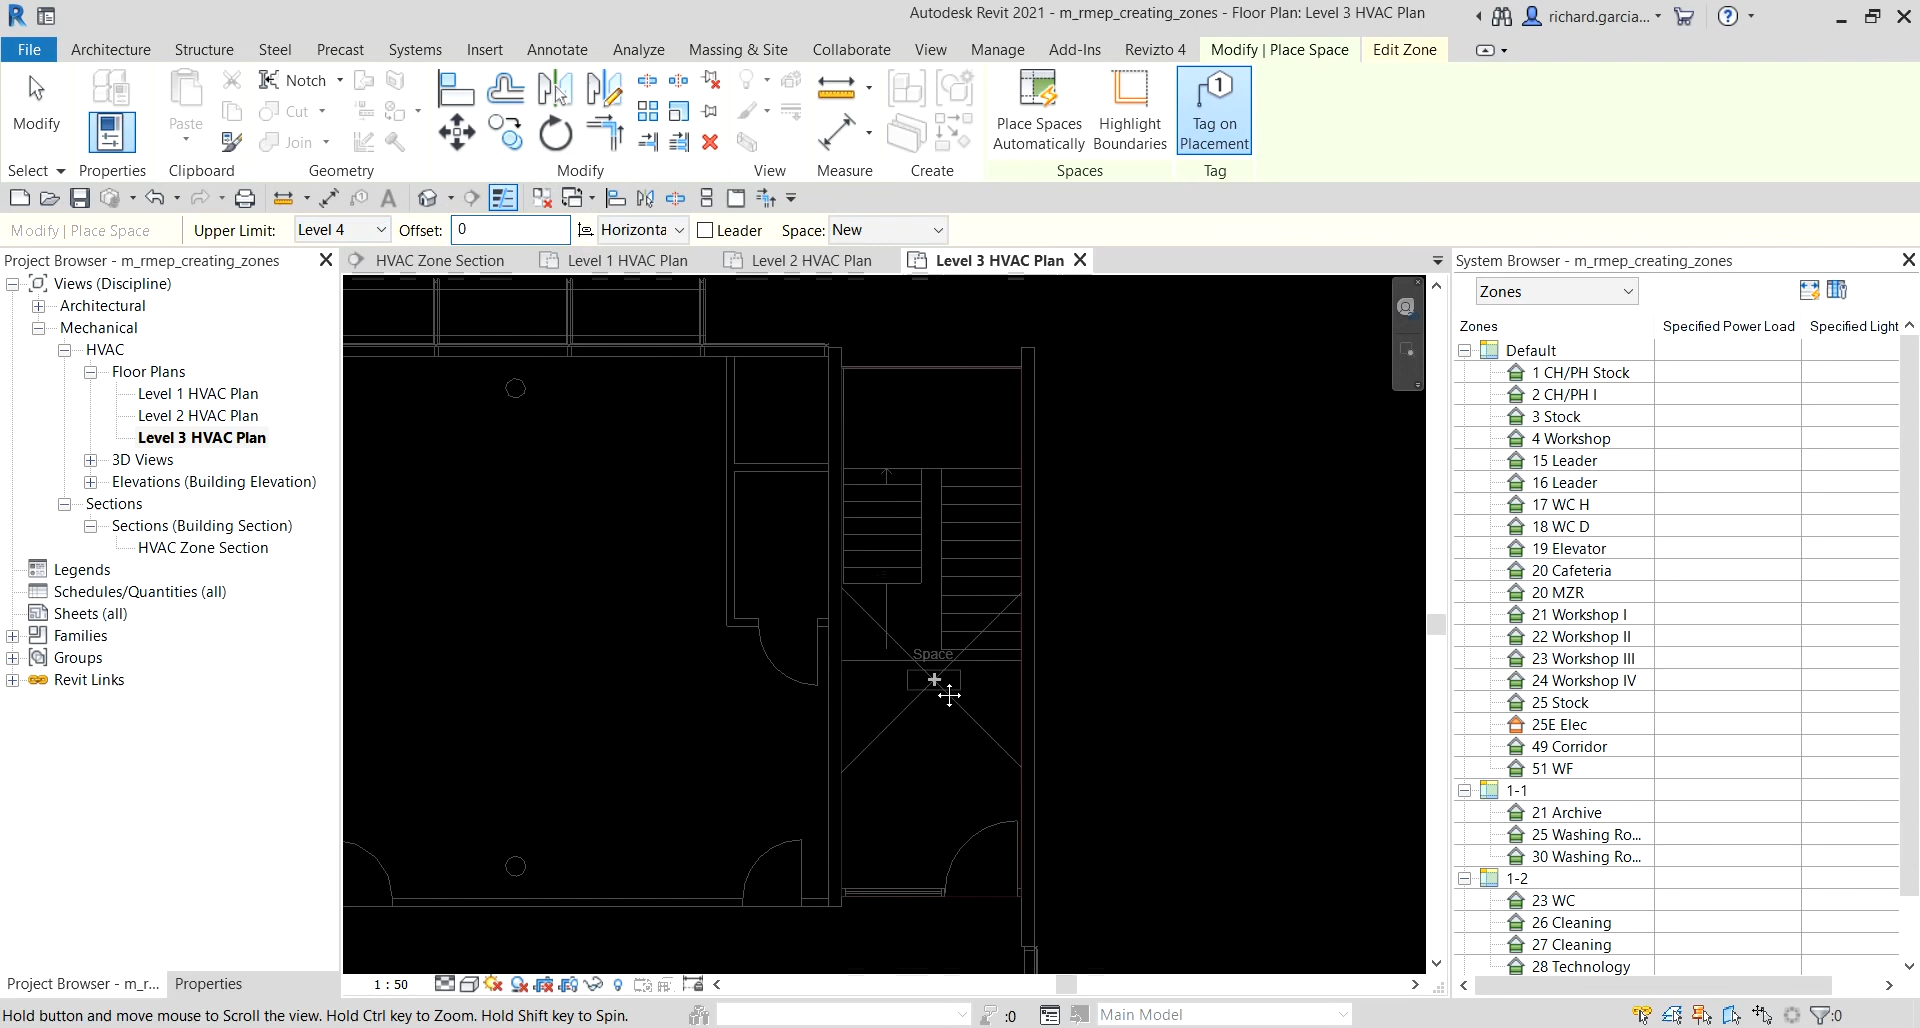 Autodesk Revit 2021 - m_rmep_creating_zones - Floor Plan: Level 3 HVAC Plan
richard.garcia...
File Architecture Structure Steel Precast Systems Insert Annotate Analyze Massing & Site Collaborate View Manage Add-Ins Revizto 4 Modify | Place Space Edit Zone
Modify
Paste
Notch
Cut
Join
Place Spaces Automatically
Highlight Boundaries
Tag on Placement
Select Properties Clipboard Geometry Modify View Measure Create Spaces Tag
Modify | Place Space Upper Limit: Level 4 Offset: 0 Horizonta Leader Space: New
Project Browser - m_rmep_creating_zones
HVAC Zone Section Level 1 HVAC Plan Level 2 HVAC Plan Level 3 HVAC Plan
System Browser - m_rmep_creating_zones
Views (Discipline)
Architectural
Mechanical
HVAC
Floor Plans
Level 1 HVAC Plan
Level 2 HVAC Plan
Level 3 HVAC Plan
3D Views
Elevations (Building Elevation)
Sections
Sections (Building Section)
HVAC Zone Section
Legends
Schedules/Quantities (all)
Sheets (all)
Families
Groups
Revit Links
Space
Zones
Zones Specified Power Load Specified Light
Default
1 CH/PH Stock
2 CH/PH I
3 Stock
4 Workshop
15 Leader
16 Leader
17 WC H
18 WC D
19 Elevator
20 Cafeteria
20 MZR
21 Workshop I
22 Workshop II
23 Workshop III
24 Workshop IV
25 Stock
25E Elec
49 Corridor
51 WF
1-1
21 Archive
25 Washing Ro...
30 Washing Ro...
1-2
23 WC
26 Cleaning
27 Cleaning
28 Technology
Project Browser - m_r... Properties
1 : 50
Hold button and move mouse to Scroll the view. Hold Ctrl key to Zoom. Hold Shift key to Spin.
:0
Main Model
:0